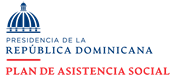 PRESIDENCIA DE LA
REPÚBLICA DOMINICANA
PLAN DE ASISTENCIA SOCIAL